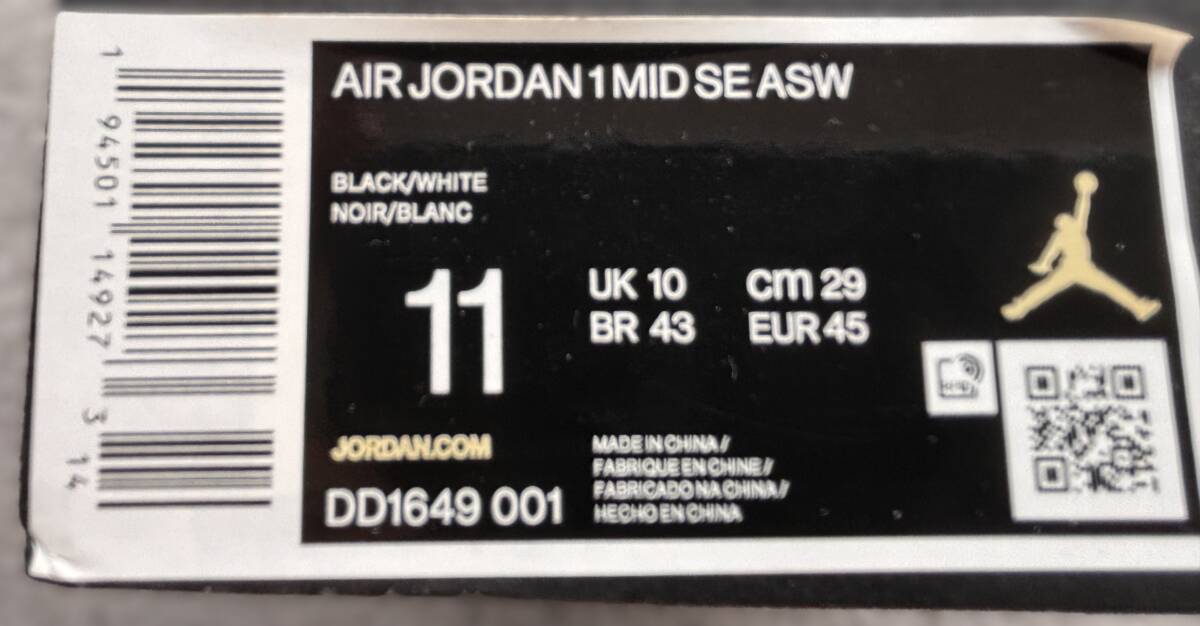 AIR JORDAN 1 MID SE ASW
BLACK/WHITE
NOIR/BLANC
11
UK 10
BR 43
cm 29
EUR 45
JORDAN.COM
DD1649 001
MADE IN CHINA /
FABRIQUE EN CHINE /
FABRICADO NA CHINA /
HECHO EN CHINA
1 94501 14927 3 14